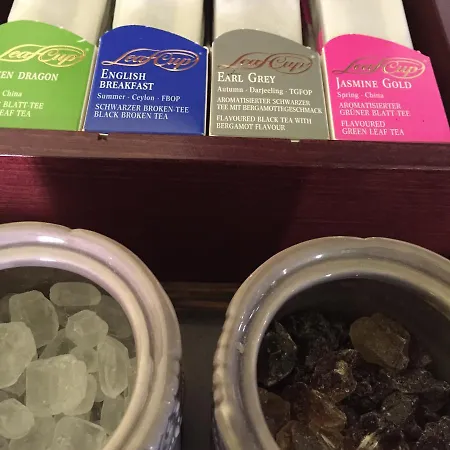 LeafCup
EN DRAGON
China
BLATT-TEE
EAF TEA
LeafCup
ENGLISH
BREAKFAST
Summer - Ceylon - FBOP
SCHWARZER BROKEN-TEE
BLACK BROKEN TEA
LeafCup
EARL GREY
Autumn - Darjeeling - TGFOP
AROMATISIERTER SCHWARZER
TEE MIT BERGAMOTTEGESCHMACK
FLAVOURED BLACK TEA WITH
BERGAMOT FLAVOUR
LeafCup
JASMINE GOLD
Spring - China
AROMATISIERTER
GRÜNER BLATT-TEE
FLAVOURED
GREEN LEAF TEA